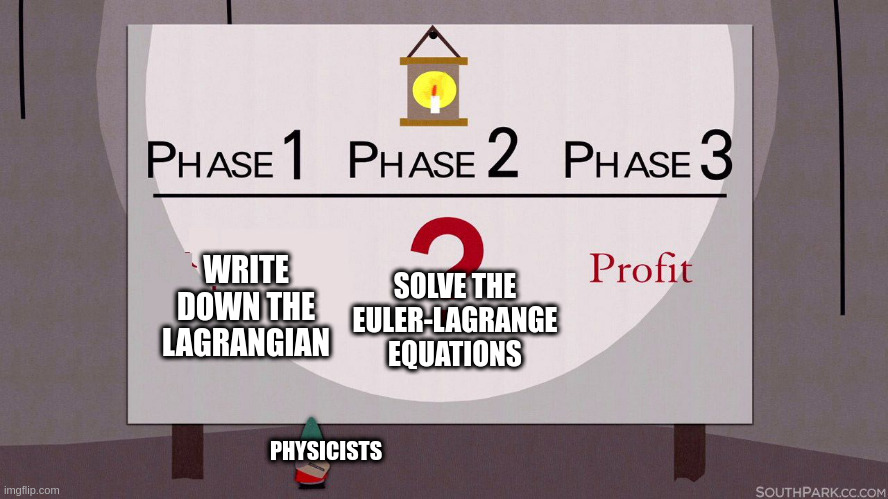 PHASE 1 PHASE 2 PHASE 3
?
WRITE
DOWN THE
LAGRANGIAN
SOLVE THE
EULER-LAGRANGE
EQUATIONS
Profit
PHYSICISTS
imgflip.com
SOUTHPARK.CC.COM